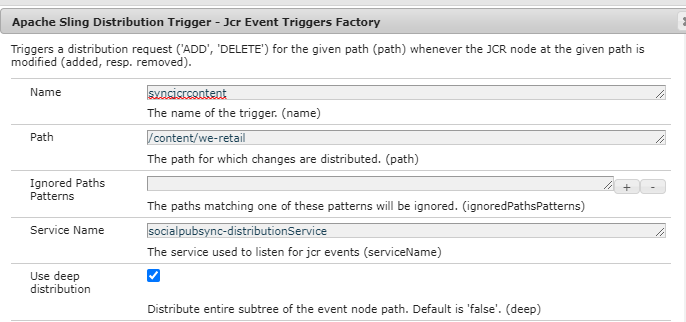 Apache Sling Distribution Trigger - Jcr Event Triggers Factory
Triggers a distribution request ('ADD', 'DELETE') for the given path (path) whenever the JCR node at the given path is
modified (added, resp. removed).
Name
syncjcrcontent
The name of the trigger. (name)
Path
/content/we-retail
The path for which changes are distributed. (path)
Ignored Paths
Patterns
+ -
The paths matching one of these patterns will be ignored. (ignoredPathsPatterns)
Service Name
socialpubsync-distributionService
The service used to listen for jcr events (serviceName)
Use deep
distribution
Distribute entire subtree of the event node path. Default is 'false'. (deep)